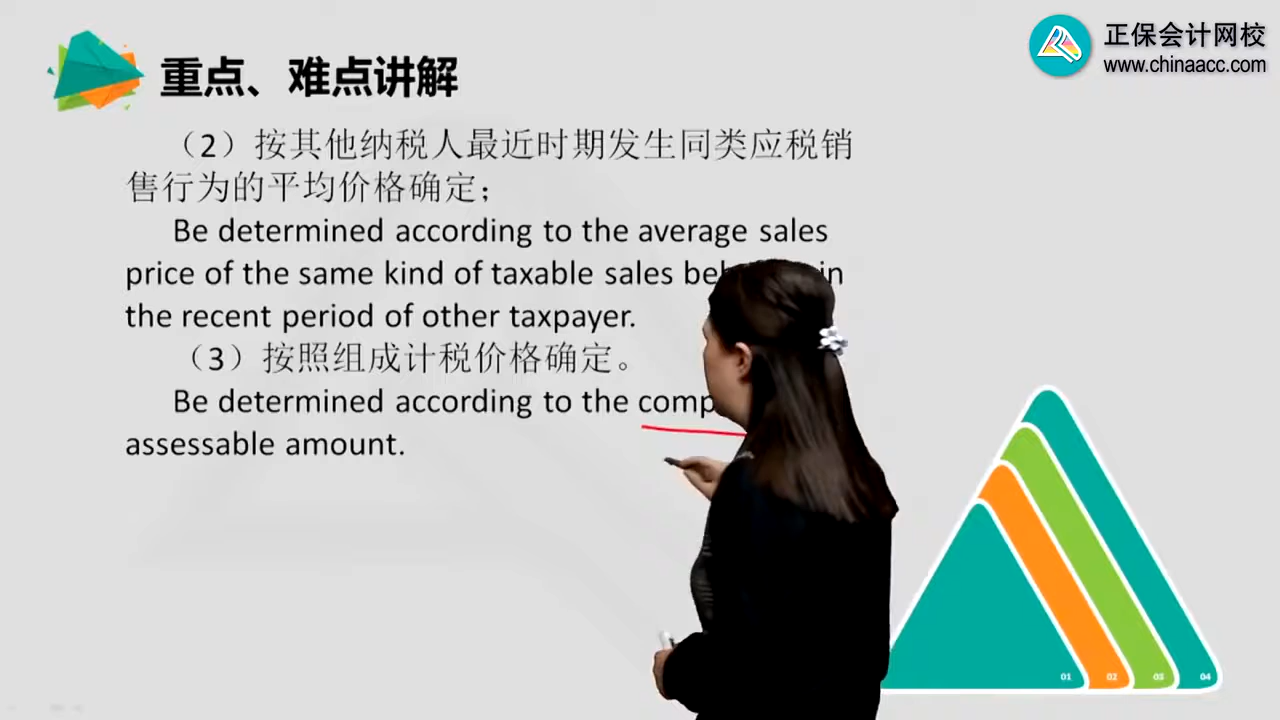 正保会计网校
www.chinaacc.com
重点、难点讲解
（2）按其他纳税人最近时期发生同类应税销
售行为的平均价格确定；
Be determined according to the average sales
price of the same kind of taxable sales in
the recent period of other taxpayer.
（3）按照组成计税价格确定。
Be determined according to the
assessable amount.
01 02 03 04